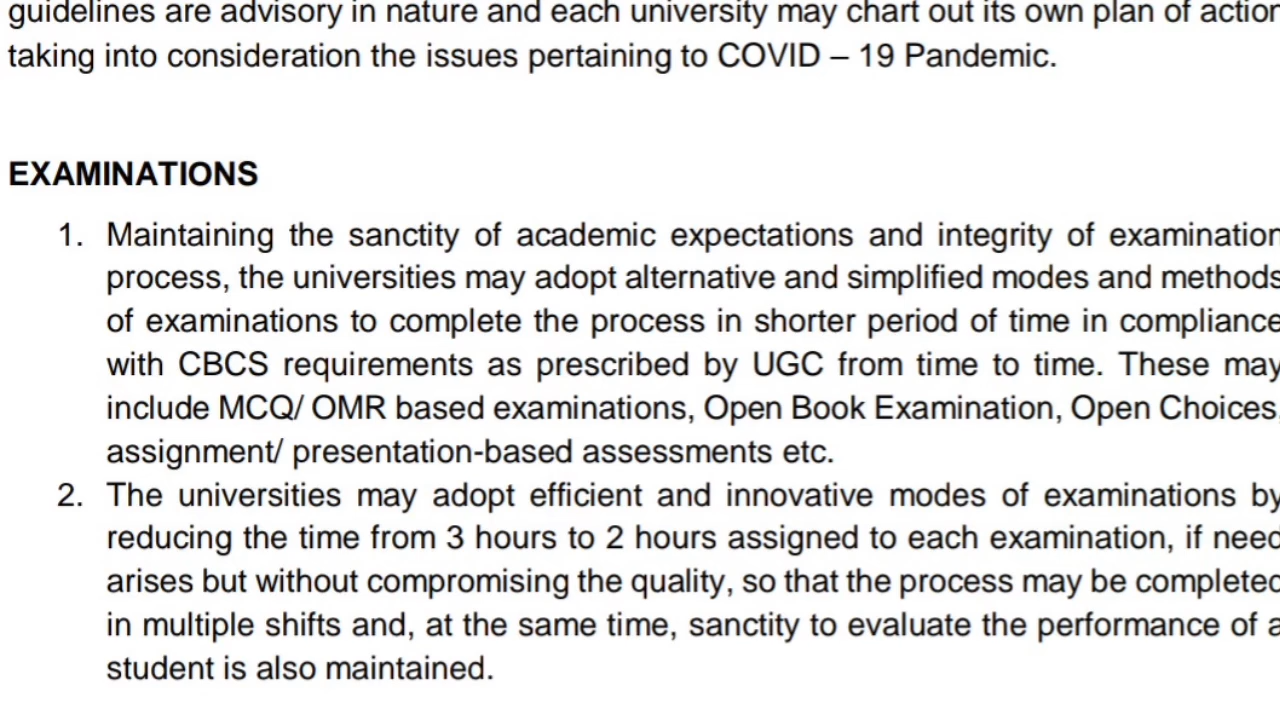 guidelines are advisory in nature and each university may chart out its own plan of action
taking into consideration the issues pertaining to COVID – 19 Pandemic.
EXAMINATIONS
1. Maintaining the sanctity of academic expectations and integrity of examination
process, the universities may adopt alternative and simplified modes and methods
of examinations to complete the process in shorter period of time in compliance
with CBCS requirements as prescribed by UGC from time to time. These may
include MCQ/ OMR based examinations, Open Book Examination, Open Choices,
assignment/ presentation-based assessments etc.
2. The universities may adopt efficient and innovative modes of examinations by
reducing the time from 3 hours to 2 hours assigned to each examination, if need
arises but without compromising the quality, so that the process may be completed
in multiple shifts and, at the same time, sanctity to evaluate the performance of a
student is also maintained.